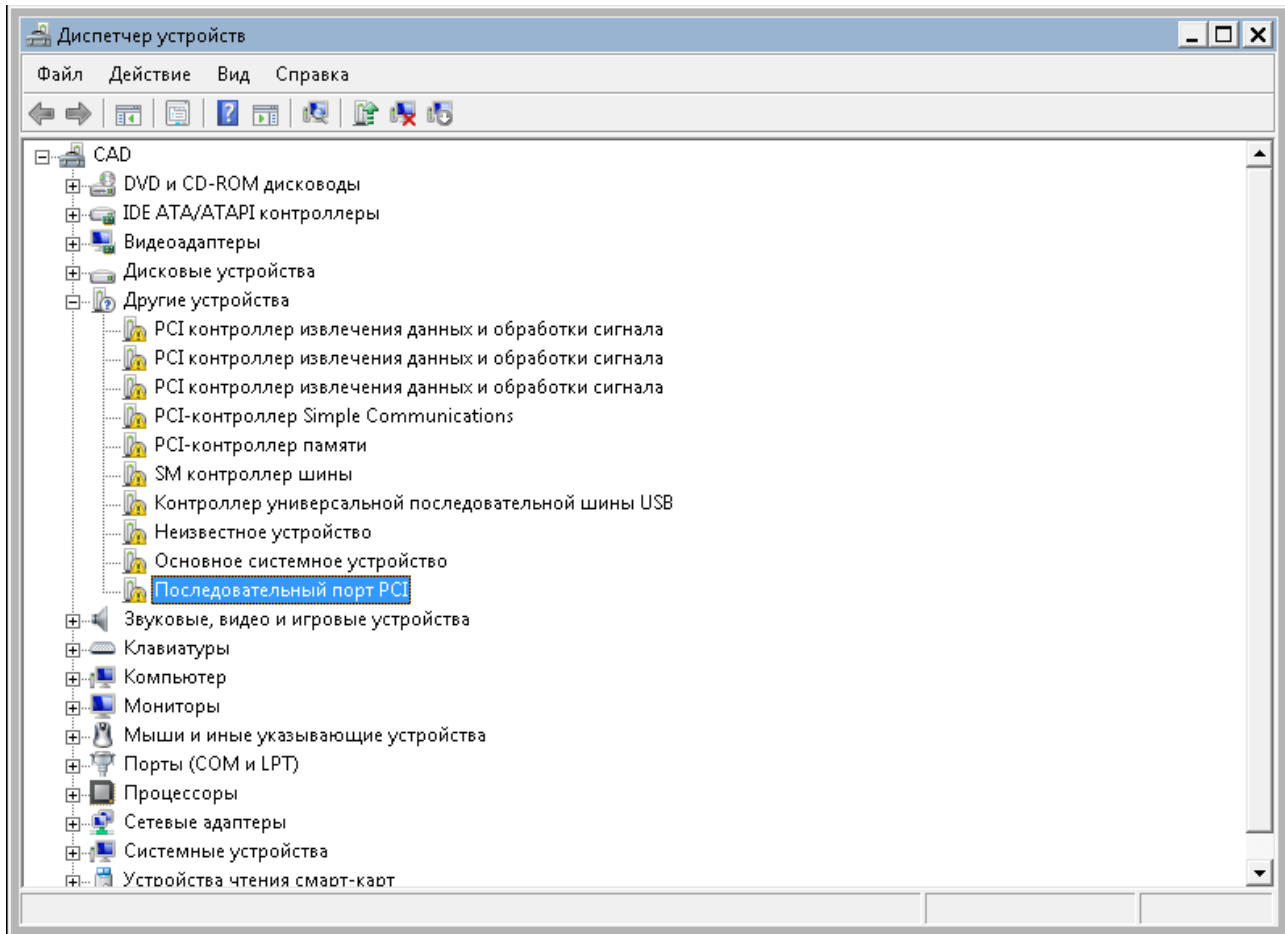 Диспетчер устройств
Файл Действие Вид Справка
CAD
DVD и CD-ROM дисководы
IDE ATA/ATAPI контроллеры
Видеоадаптеры
Дисковые устройства
Другие устройства
PCI контроллер извлечения данных и обработки сигнала
PCI контроллер извлечения данных и обработки сигнала
PCI контроллер извлечения данных и обработки сигнала
PCI-контроллер Simple Communications
PCI-контроллер памяти
SM контроллер шины
Контроллер универсальной последовательной шины USB
Неизвестное устройство
Основное системное устройство
Последовательный порт PCI
Звуковые, видео и игровые устройства
Клавиатуры
Компьютер
Мониторы
Мыши и иные указывающие устройства
Порты (COM и LPT)
Процессоры
Сетевые адаптеры
Системные устройства
Устройства чтения смарт-карт